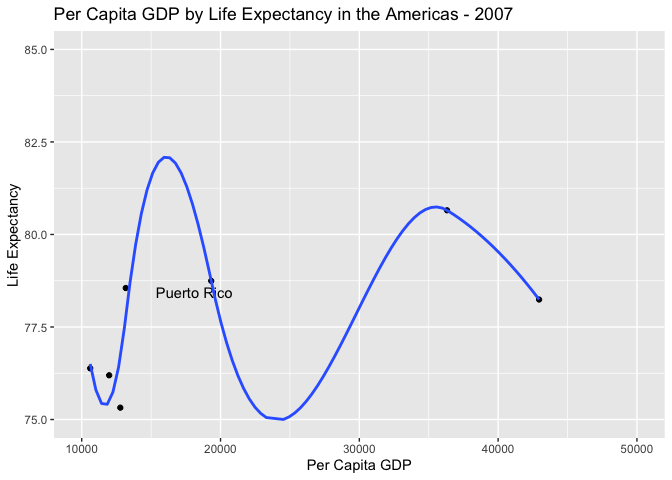 Per Capita GDP by Life Expectancy in the Americas - 2007
85.0
82.5
80.0
77.5
75.0
Life Expectancy
Puerto Rico
10000 20000 30000 40000 50000
Per Capita GDP